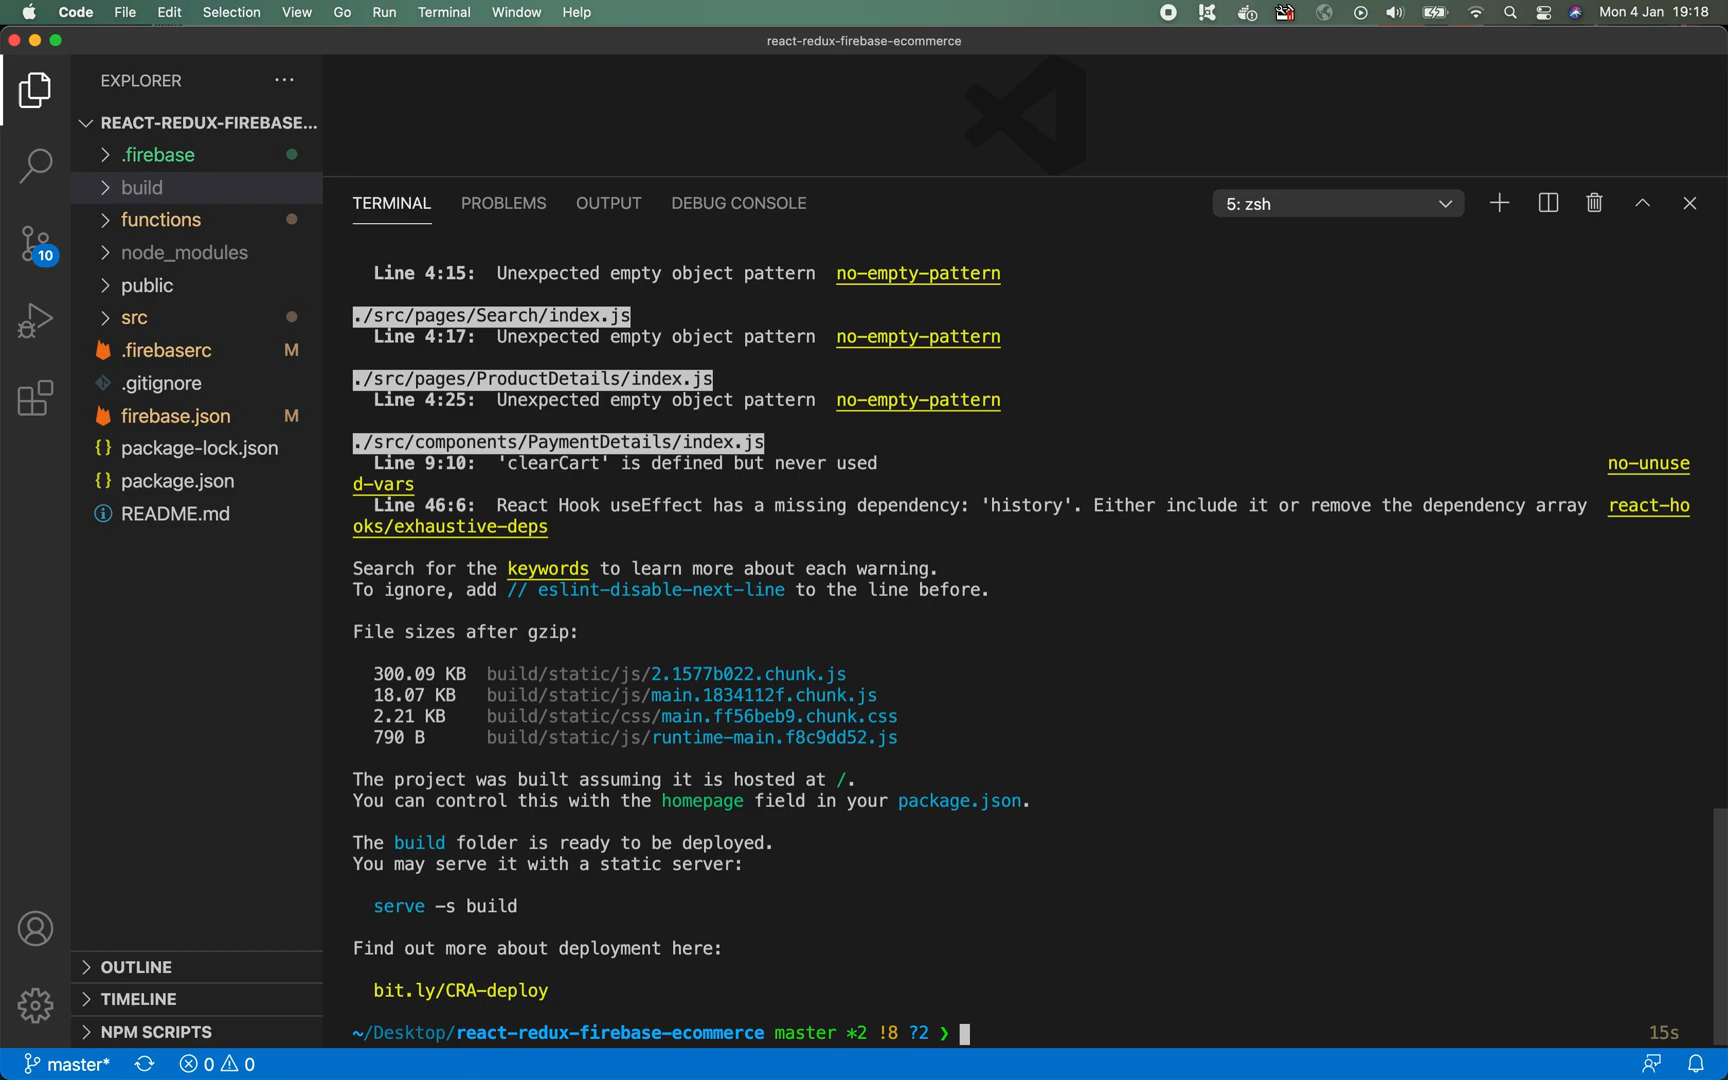 Code File Edit Selection View Go Run Terminal Window Help Mon 4 Jan 19:18
react-redux-firebase-ecommerce
EXPLORER
REACT-REDUX-FIREBASE...
.firebase
build
functions
node_modules
public
src
.firebaserc M
.gitignore
firebase.json M
package-lock.json
package.json
README.md
OUTLINE
TIMELINE
NPM SCRIPTS
10
TERMINAL PROBLEMS OUTPUT DEBUG CONSOLE 5: zsh
Line 4:15: Unexpected empty object pattern no-empty-pattern
./src/pages/Search/index.js
Line 4:17: Unexpected empty object pattern no-empty-pattern
./src/pages/ProductDetails/index.js
Line 4:25: Unexpected empty object pattern no-empty-pattern
./src/components/PaymentDetails/index.js
Line 9:10: 'clearCart' is defined but never used no-unuse
d-vars
Line 46:6: React Hook useEffect has a missing dependency: 'history'. Either include it or remove the dependency array react-ho
oks/exhaustive-deps
Search for the keywords to learn more about each warning.
To ignore, add // eslint-disable-next-line to the line before.
File sizes after gzip:
300.09 KB build/static/js/2.1577b022.chunk.js
18.07 KB build/static/js/main.1834112f.chunk.js
2.21 KB build/static/css/main.ff56beb9.chunk.css
790 B build/static/js/runtime-main.f8c9dd52.js
The project was built assuming it is hosted at /.
You can control this with the homepage field in your package.json.
The build folder is ready to be deployed.
You may serve it with a static server:
serve -s build
Find out more about deployment here:
bit.ly/CRA-deploy
~/Desktop/react-redux-firebase-ecommerce master *2 !8 ?2 ❯ 15s
master* 0 0